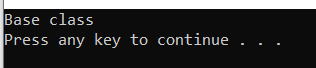 Base class
Press any key to continue . . .